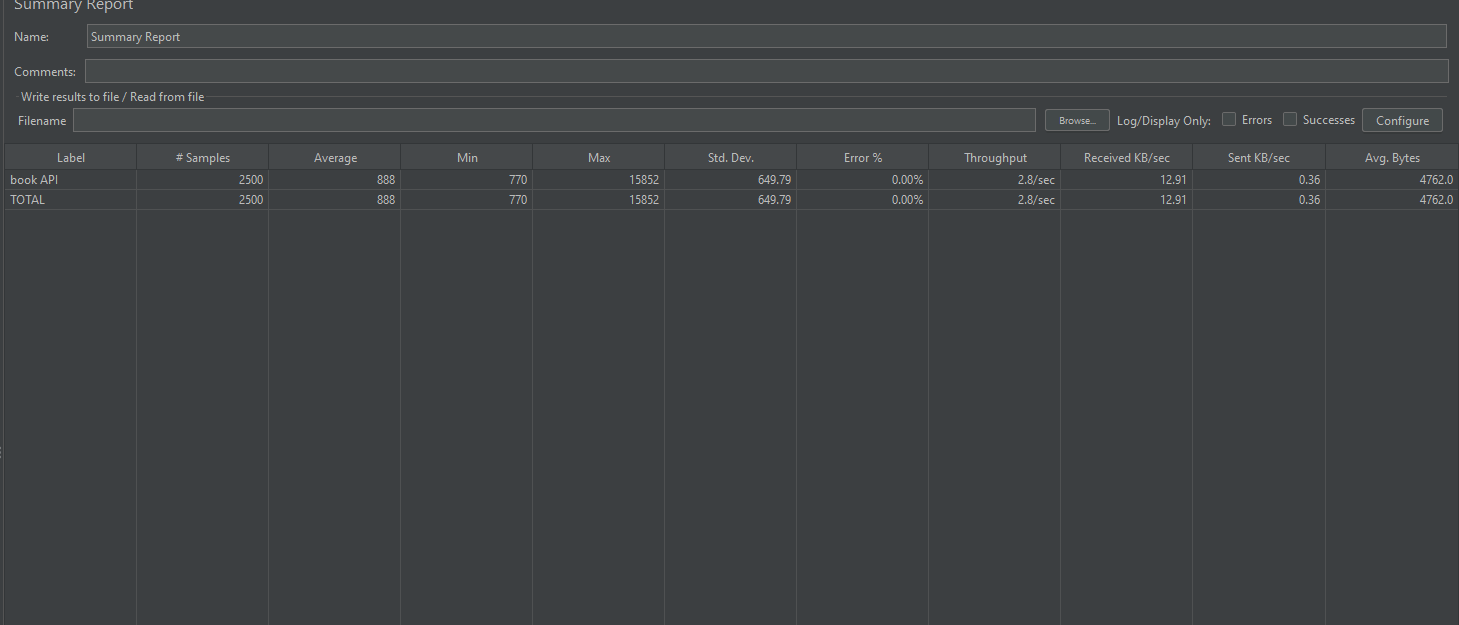 Summary Report
Name: Summary Report
Comments:
Write results to file / Read from file
Filename Browse... Log/Display Only: Errors Successes Configure
Label # Samples Average Min Max Std. Dev. Error % Throughput Received KB/sec Sent KB/sec Avg. Bytes
book API 2500 888 770 15852 649.79 0.00% 2.8/sec 12.91 0.36 4762.0
TOTAL 2500 888 770 15852 649.79 0.00% 2.8/sec 12.91 0.36 4762.0